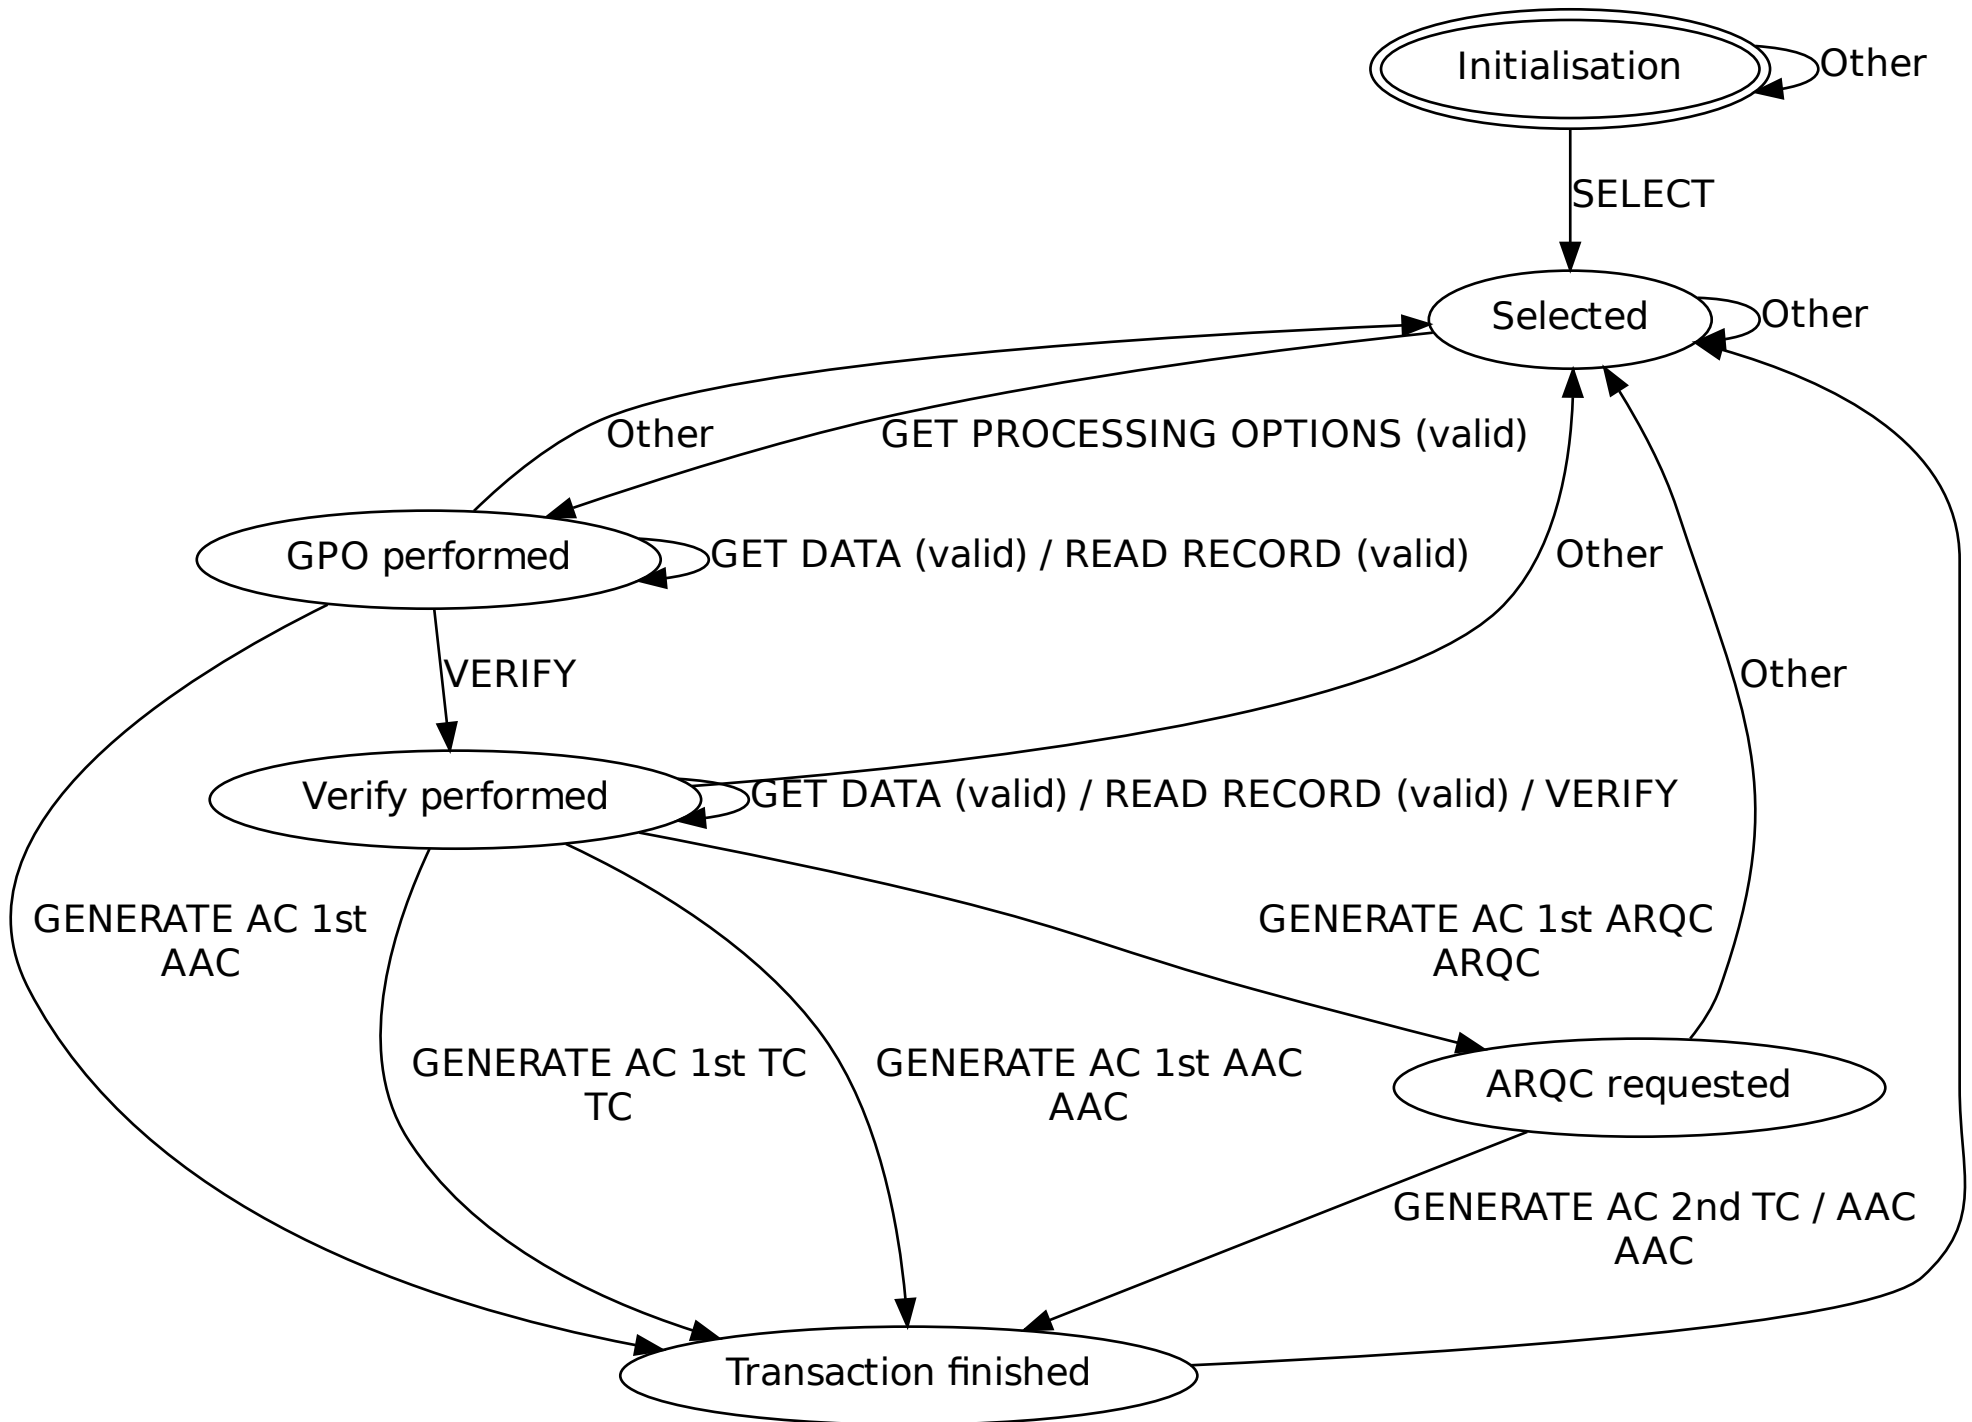 Initialisation
Other
SELECT
Selected
Other
Other
GET PROCESSING OPTIONS (valid)
GPO performed
GET DATA (valid) / READ RECORD (valid)
Other
VERIFY
Other
Verify performed
GET DATA (valid) / READ RECORD (valid) / VERIFY
GENERATE AC 1st
AAC
GENERATE AC 1st ARQC
ARQC
GENERATE AC 1st TC
TC
GENERATE AC 1st AAC
AAC
ARQC requested
GENERATE AC 2nd TC / AAC
AAC
Transaction finished